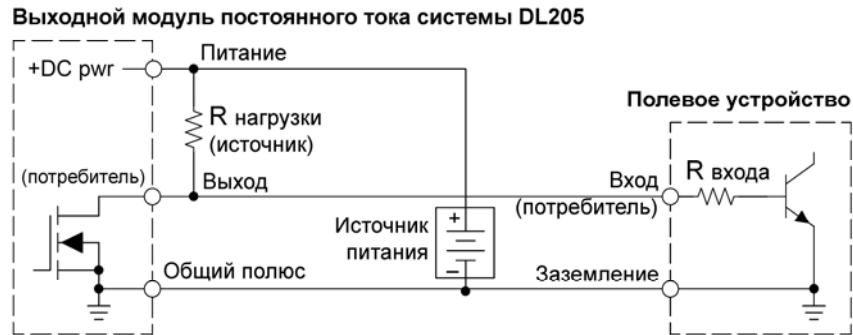 Выходной модуль постоянного тока системы DL205
+DC pwr
Питание
R нагрузки
(источник)
Полевое устройство
(потребитель)
Выход
Вход
(потребитель)
R входа
+
Источник
питания
–
Общий полюс
Заземление